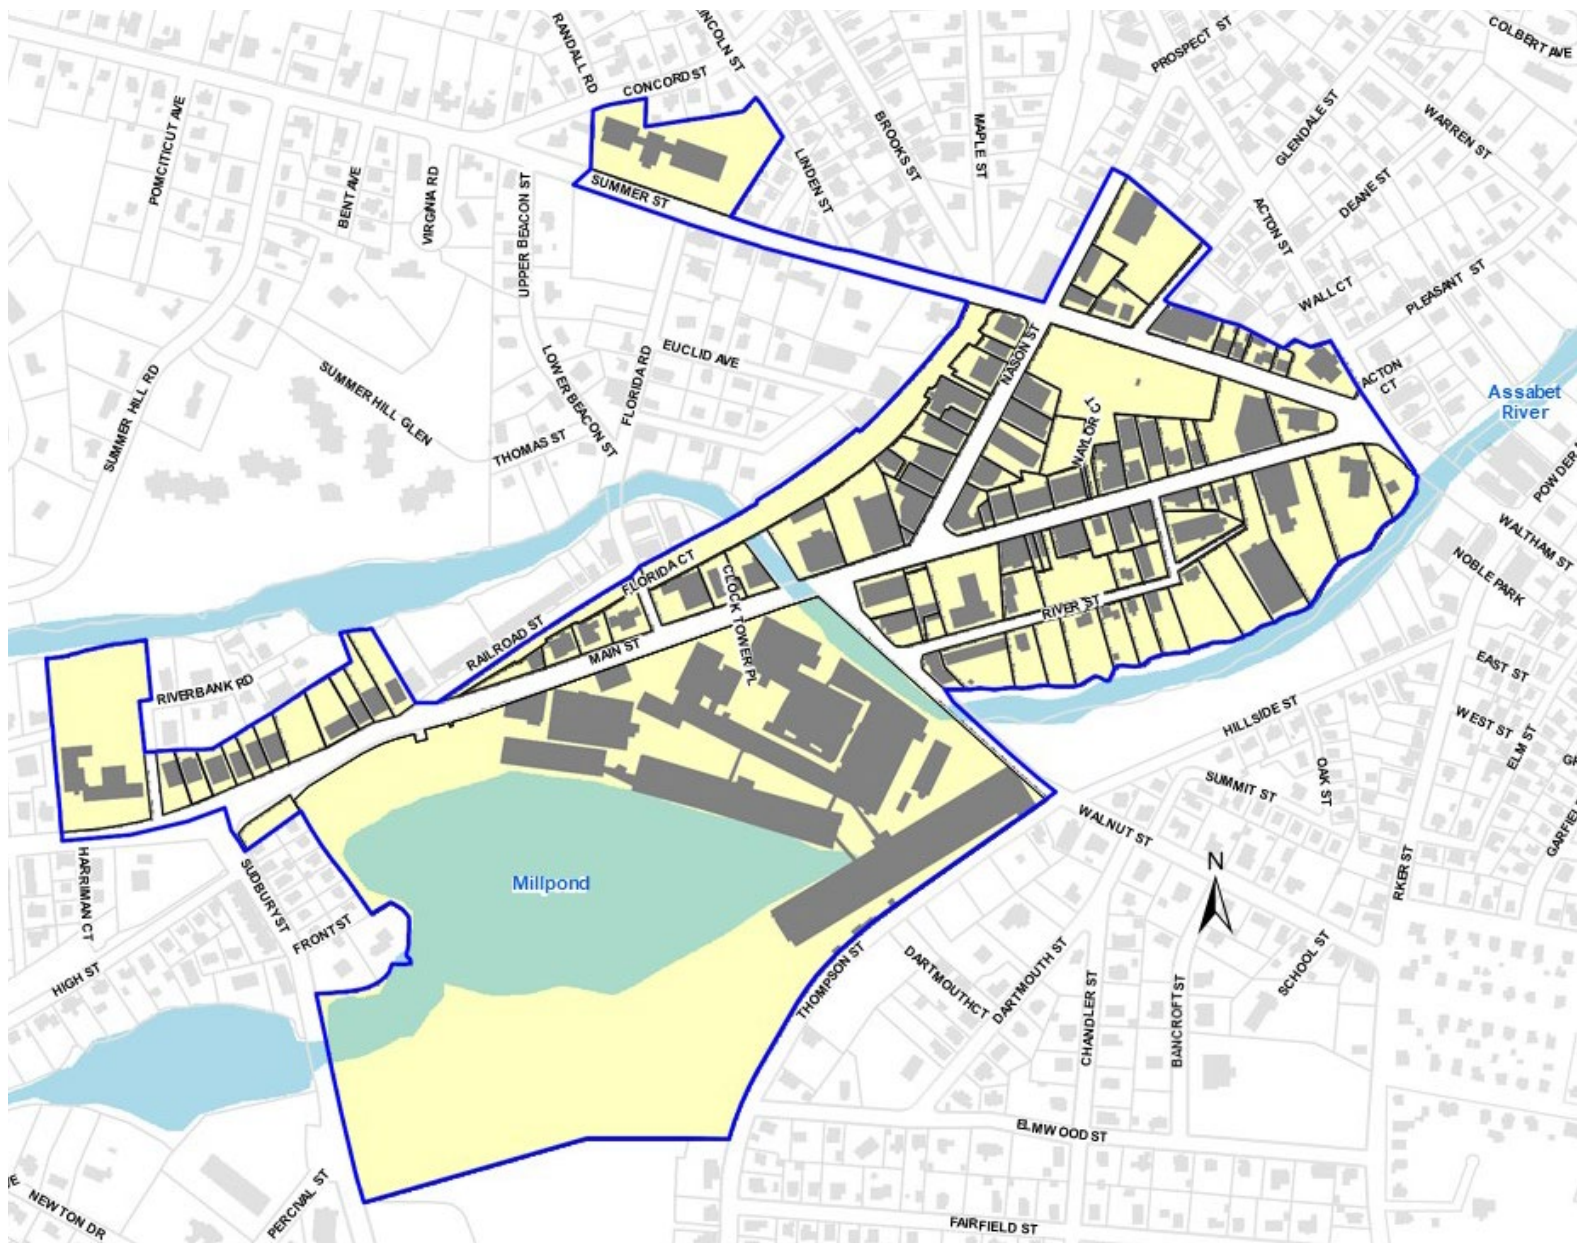 RANDALL RD
CONCORD ST
PROSPECT ST
COLBERT AVE
POMCITICUT AVE
BENT AVE
VIRGINIA RD
UPPER BEACON ST
SUMMER ST
LINDEN ST
BROOKS ST
MAPLE ST
GLENDALE ST
WARREN ST
DEANE ST
ACTON ST
WALL CT
PLEASANT ST
ACTON
CT
Assabet
River
SUMMER HILL RD
SUMMER HILL GLEN
LOWER BEACON ST
THOMAS ST
FLORIDA RD
EUCLID AVE
NASON ST
NAYLOR CT
WALTHAM ST
NOBLE PARK
RAILROAD ST
FLORIDA CT
CLOCK TOWER PL
MAIN ST
RIVER ST
RIVERBANK RD
EAST ST
WEST ST
ELM ST
HILLSIDE ST
SUMMIT ST
OAK ST
WALNUT ST
Millpond
N
HARRIMAN CT
SUDBURY ST
FRONT ST
HIGH ST
THOMPSON ST
DARTMOUTH CT
DARTMOUTH ST
CHANDLER ST
BANCROFT ST
SCHOOL ST
RKER ST
ELMWOOD ST
FAIRFIELD ST
PERCIVAL ST
NEWTON DR